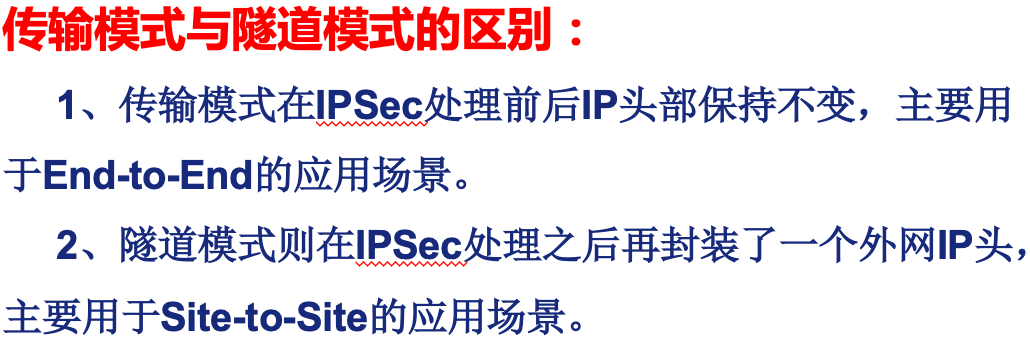 传输模式与隧道模式的区别：
1、传输模式在IPSec处理前后IP头部保持不变，主要用
于End-to-End的应用场景。
2、隧道模式则在IPSec处理之后再封装了一个外网IP头，
主要用于Site-to-Site的应用场景。